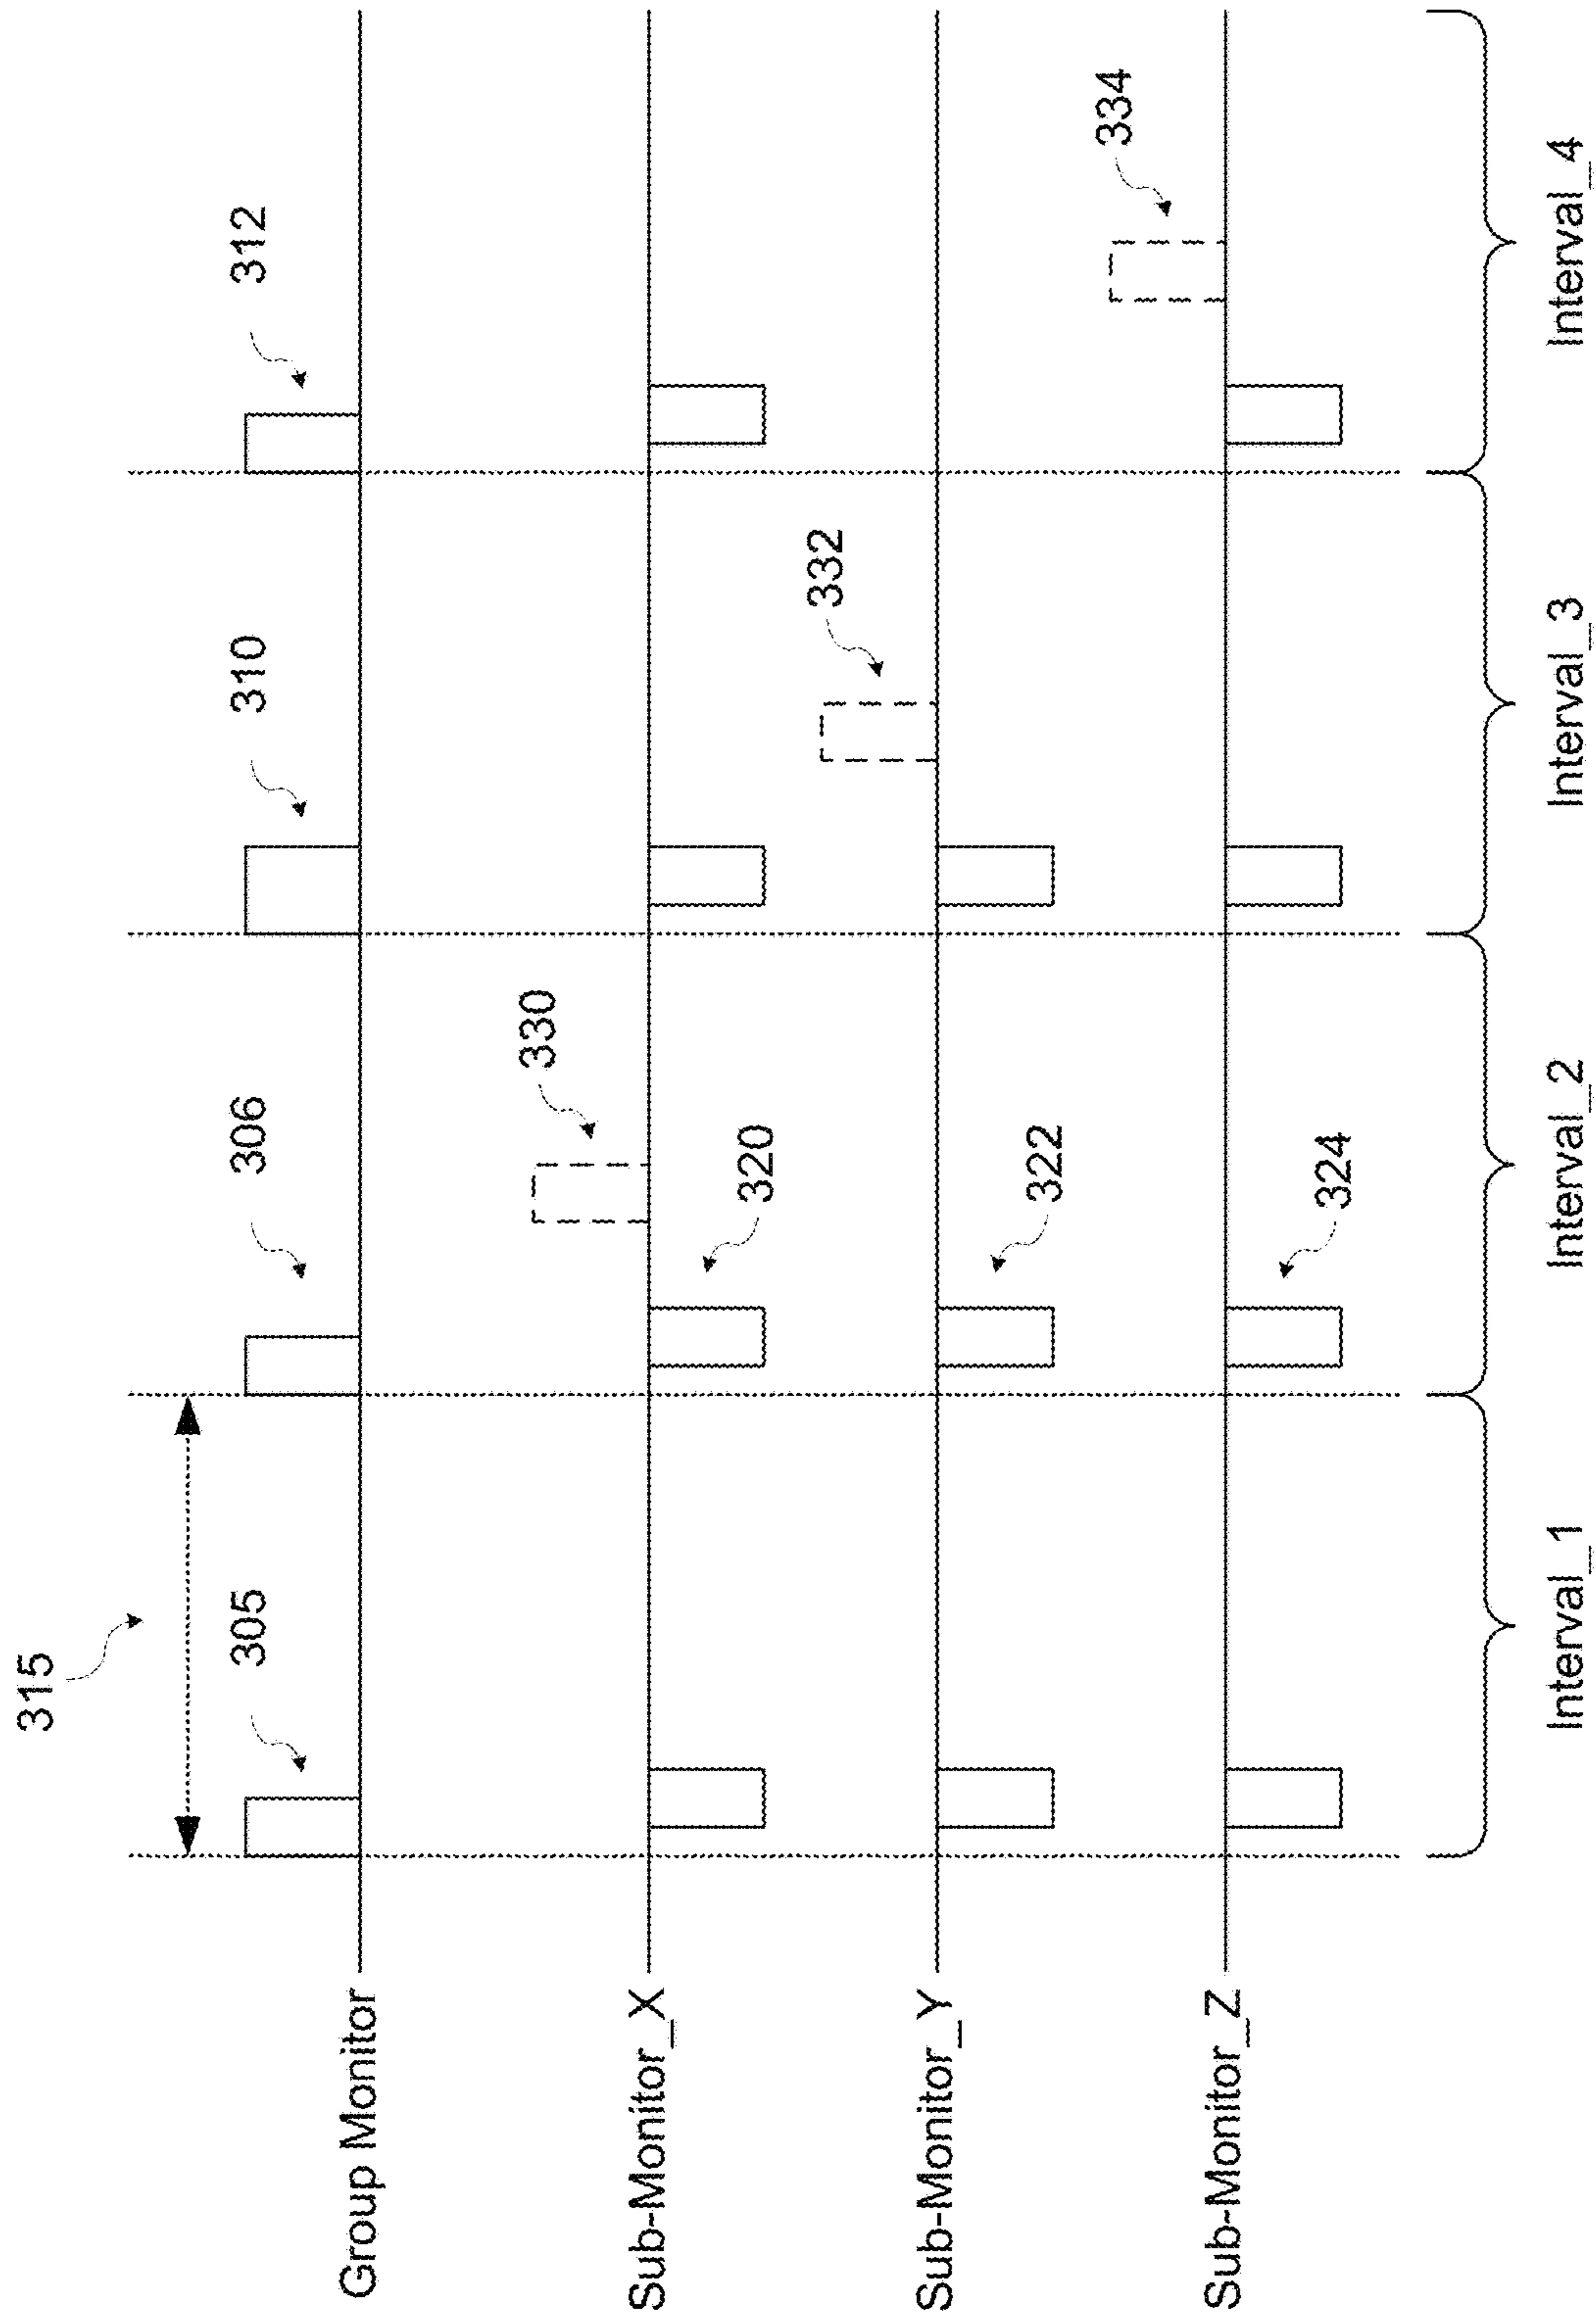 315
305
306
310
312
Group Monitor
330
Sub-Monitor_X
320
332
Sub-Monitor_Y
322
334
Sub-Monitor_Z
324
Interval_1
Interval_2
Interval_3
Interval_4